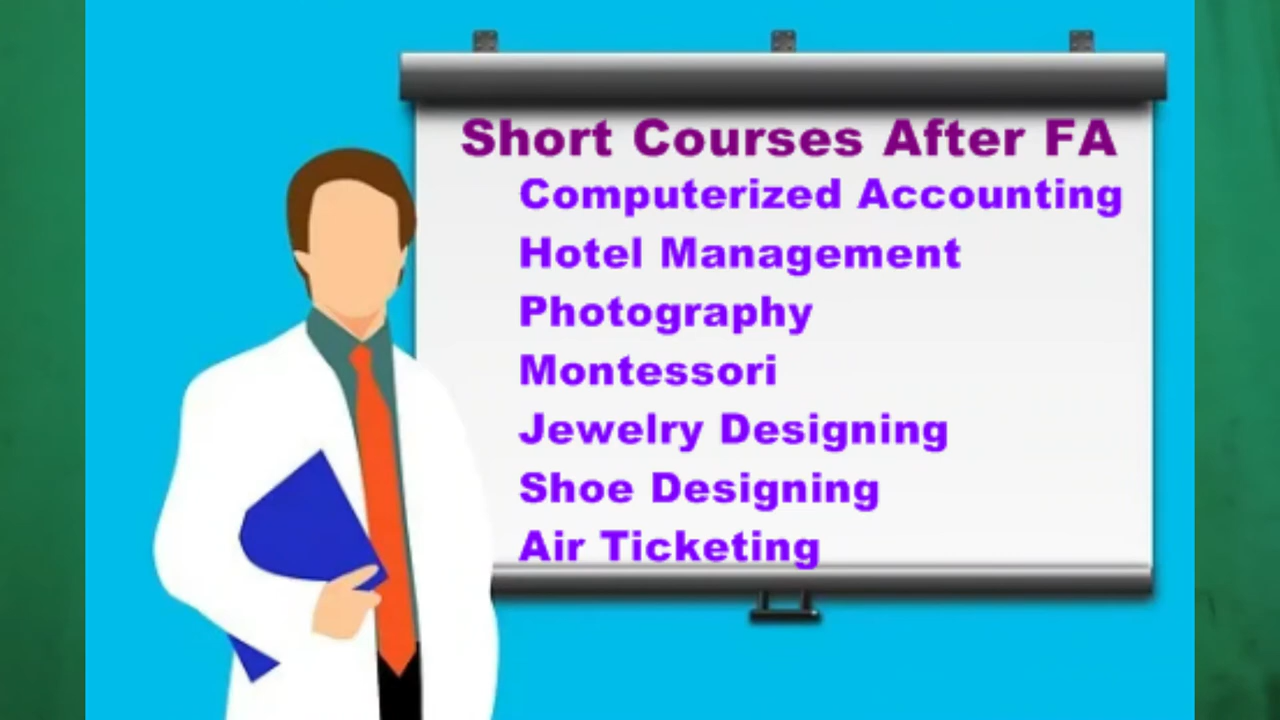 Short Courses After FA
Computerized Accounting
Hotel Management
Photography
Montessori
Jewelry Designing
Shoe Designing
Air Ticketing